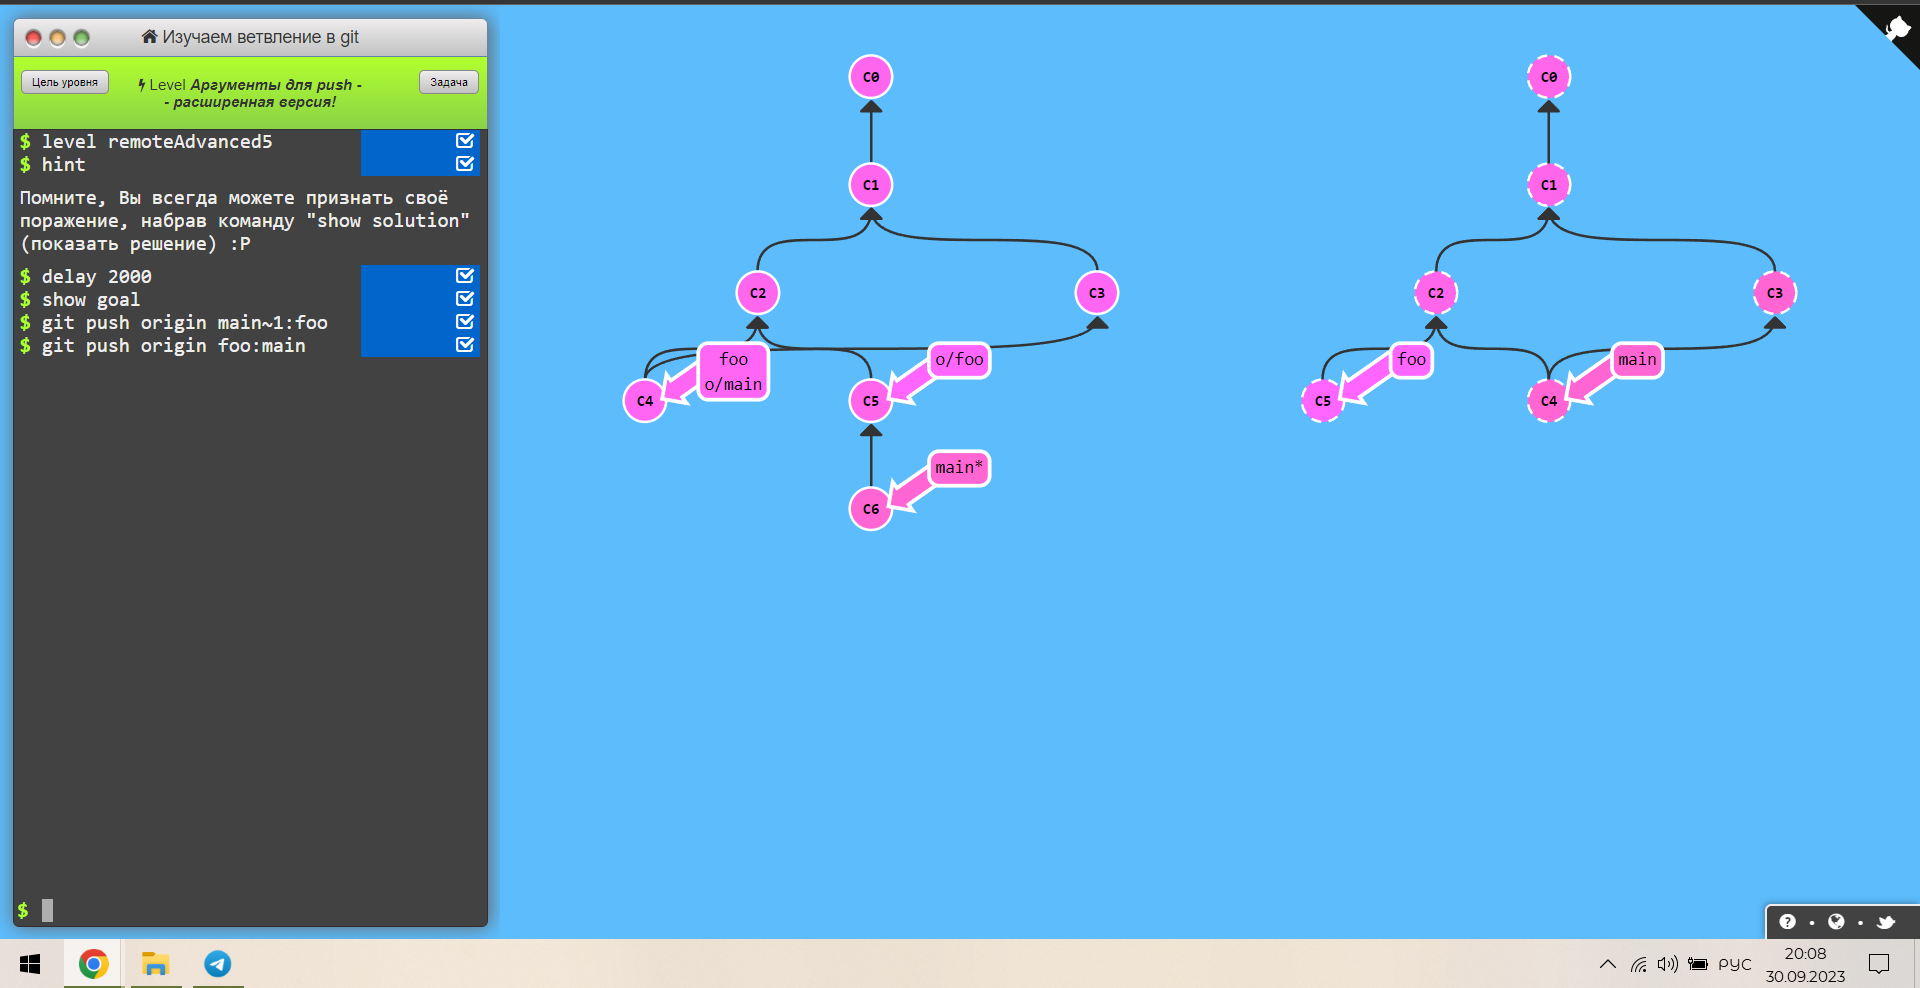 Изучаем ветвление в git
Цель уровня
Level Аргументы для push -
- расширенная версия!
Задача
$ level remoteAdvanced5
$ hint
Помните, Вы всегда можете признать своё
поражение, набрав команду "show solution"
(показать решение) :P
$ delay 2000
$ show goal
$ git push origin main~1:foo
$ git push origin foo:main
$
C0
C1
C2
C3
foo
o/main
o/foo
C4
C5
main*
C6
C0
C1
C2
C3
foo
main
C5
C4
РУС
20:08
30.09.2023